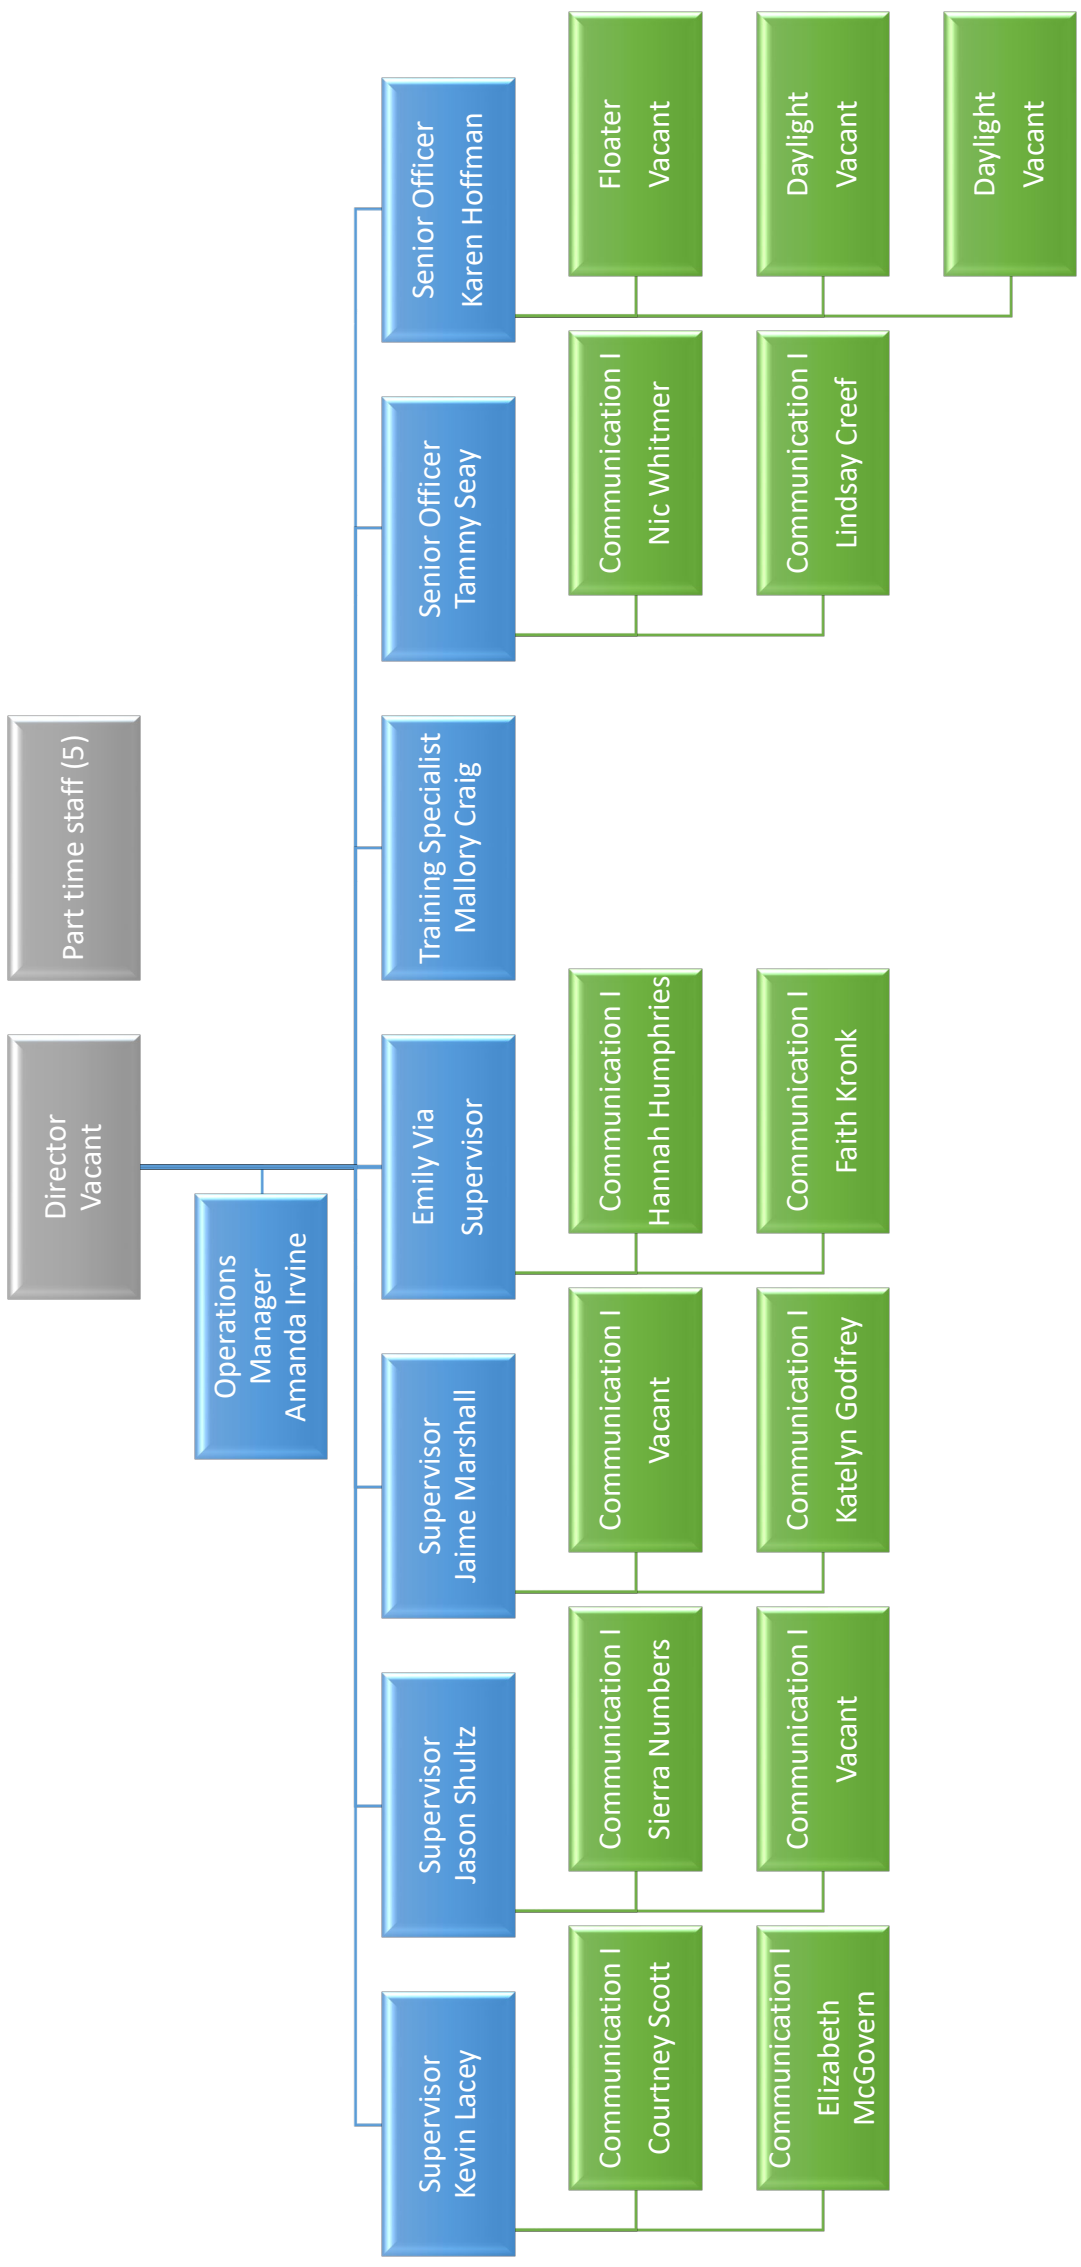 Director
Vacant
Part time staff (5)
Operations
Manager
Amanda Irvine
Supervisor
Kevin Lacey
Supervisor
Jason Shultz
Supervisor
Jaime Marshall
Emily Via
Supervisor
Training Specialist
Mallory Craig
Senior Officer
Tammy Seay
Senior Officer
Karen Hoffman
Communication I
Courtney Scott
Communication I
Sierra Numbers
Communication I
Vacant
Communication I
Hannah Humphries
Communication I
Nic Whitmer
Floater
Vacant
Communication I
Elizabeth
McGovern
Communication I
Vacant
Communication I
Katelyn Godfrey
Communication I
Faith Kronk
Communication I
Lindsay Creef
Daylight
Vacant
Daylight
Vacant